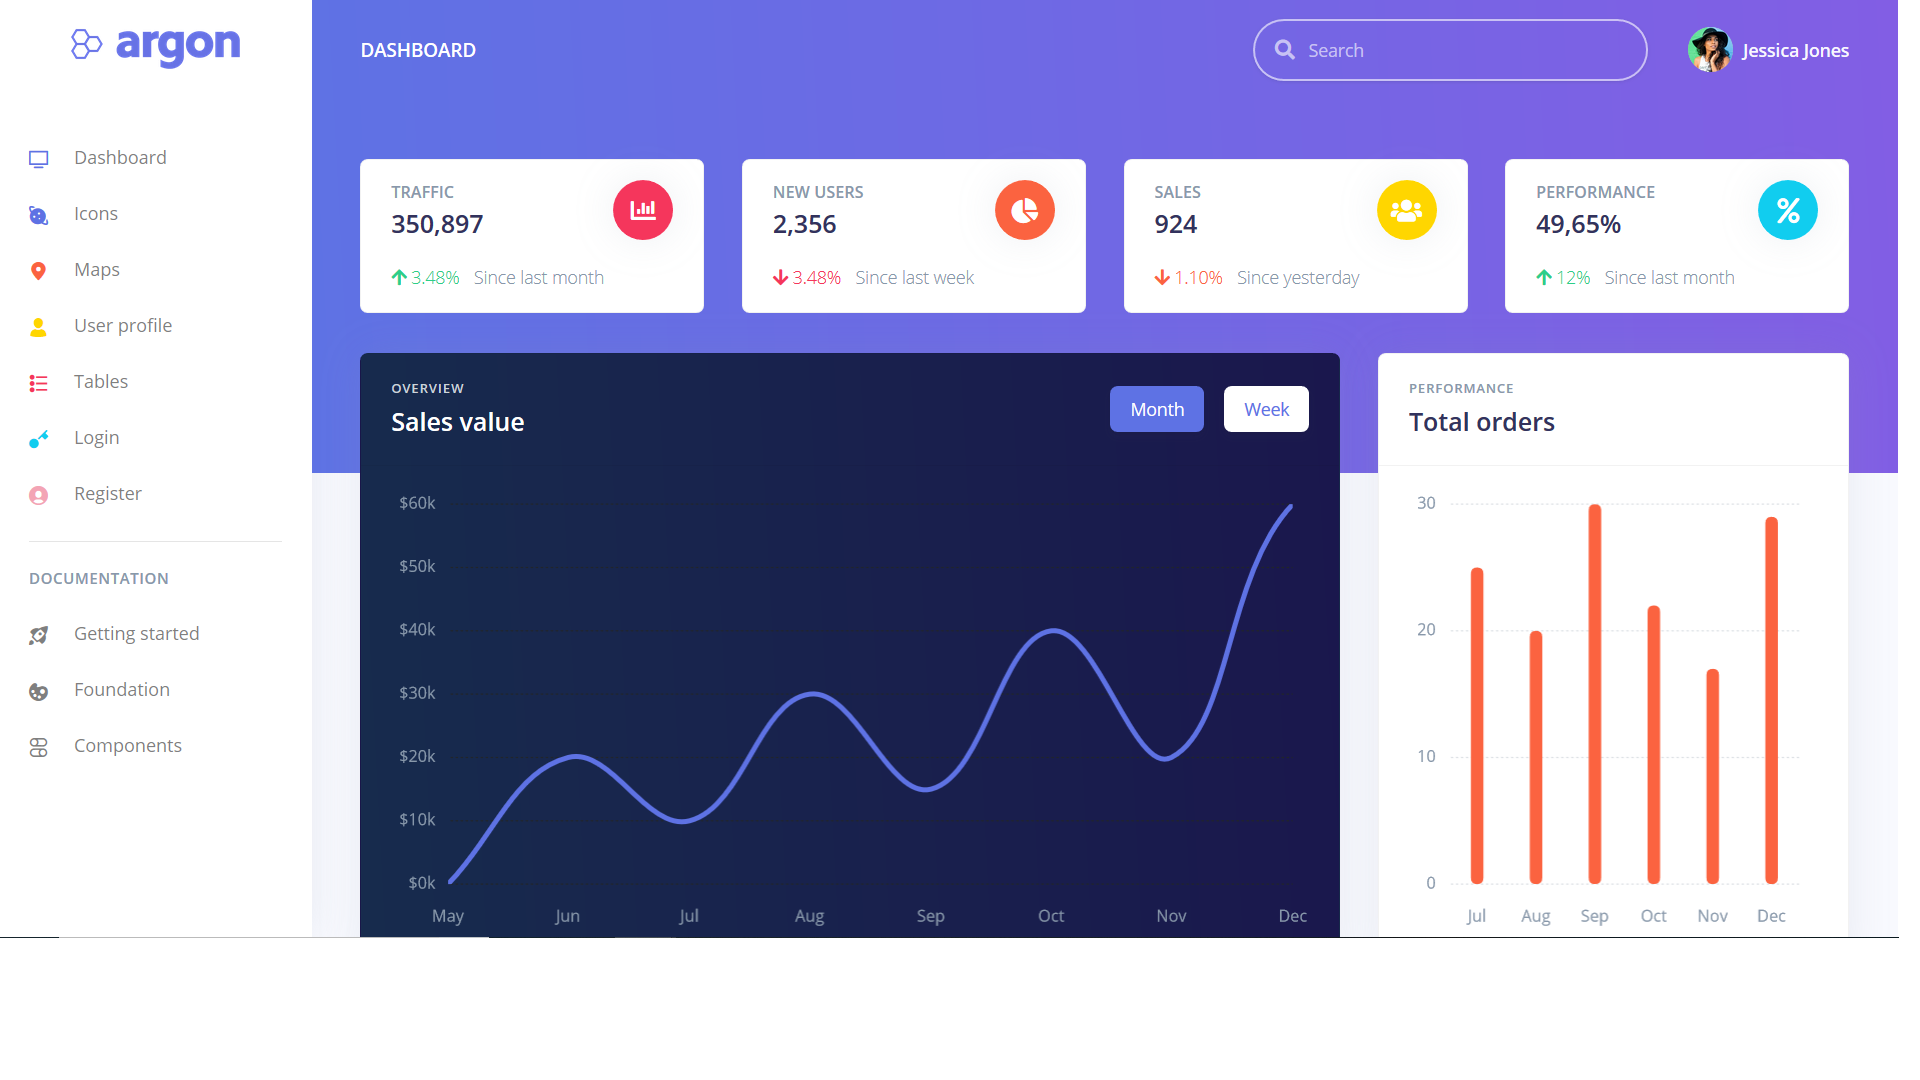 argon
DASHBOARD
Search
Jessica Jones
Dashboard
Icons
Maps
User profile
Tables
Login
Register
DOCUMENTATION
Getting started
Foundation
Components
TRAFFIC
350,897
3.48% Since last month
NEW USERS
2,356
3.48% Since last week
SALES
924
1.10% Since yesterday
PERFORMANCE
49,65%
12% Since last month
OVERVIEW
Sales value
Month
Week
$60k
$50k
$40k
$30k
$20k
$10k
$0k
May Jun Jul Aug Sep Oct Nov Dec
PERFORMANCE
Total orders
30
20
10
0
Jul Aug Sep Oct Nov Dec